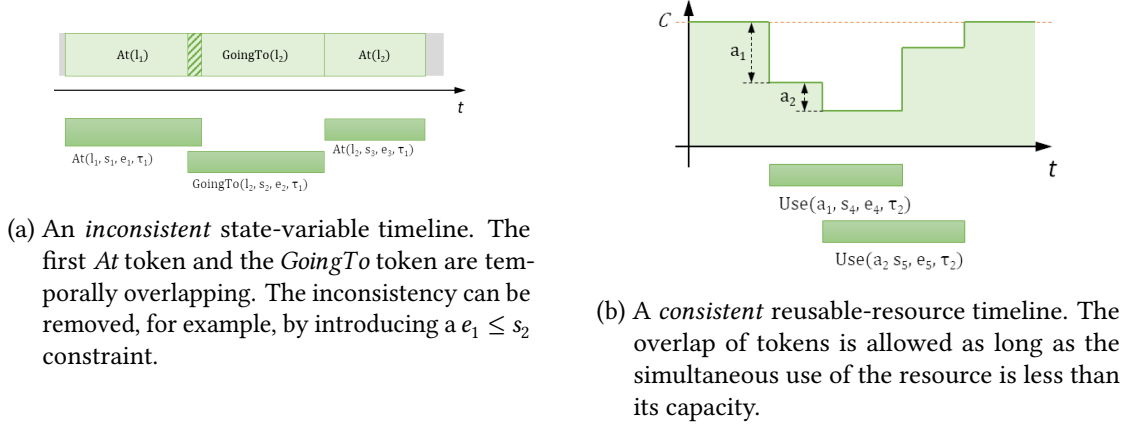 At(l₁) GoingTo(l₂) At(l₂)
t
At(l₁, s₁, e₁, τ₁)
At(l₂, s₃, e₃, τ₁)
GoingTo(l₂, s₂, e₂, τ₁)
(a) An inconsistent state-variable timeline. The
first At token and the GoingTo token are tem-
porally overlapping. The inconsistency can be
removed, for example, by introducing a e₁ ≤ s₂
constraint.
C
a₁
a₂
t
Use(a₁, s₄, e₄, τ₂)
Use(a₂ s₅, e₅, τ₂)
(b) A consistent reusable-resource timeline. The
overlap of tokens is allowed as long as the
simultaneous use of the resource is less than
its capacity.